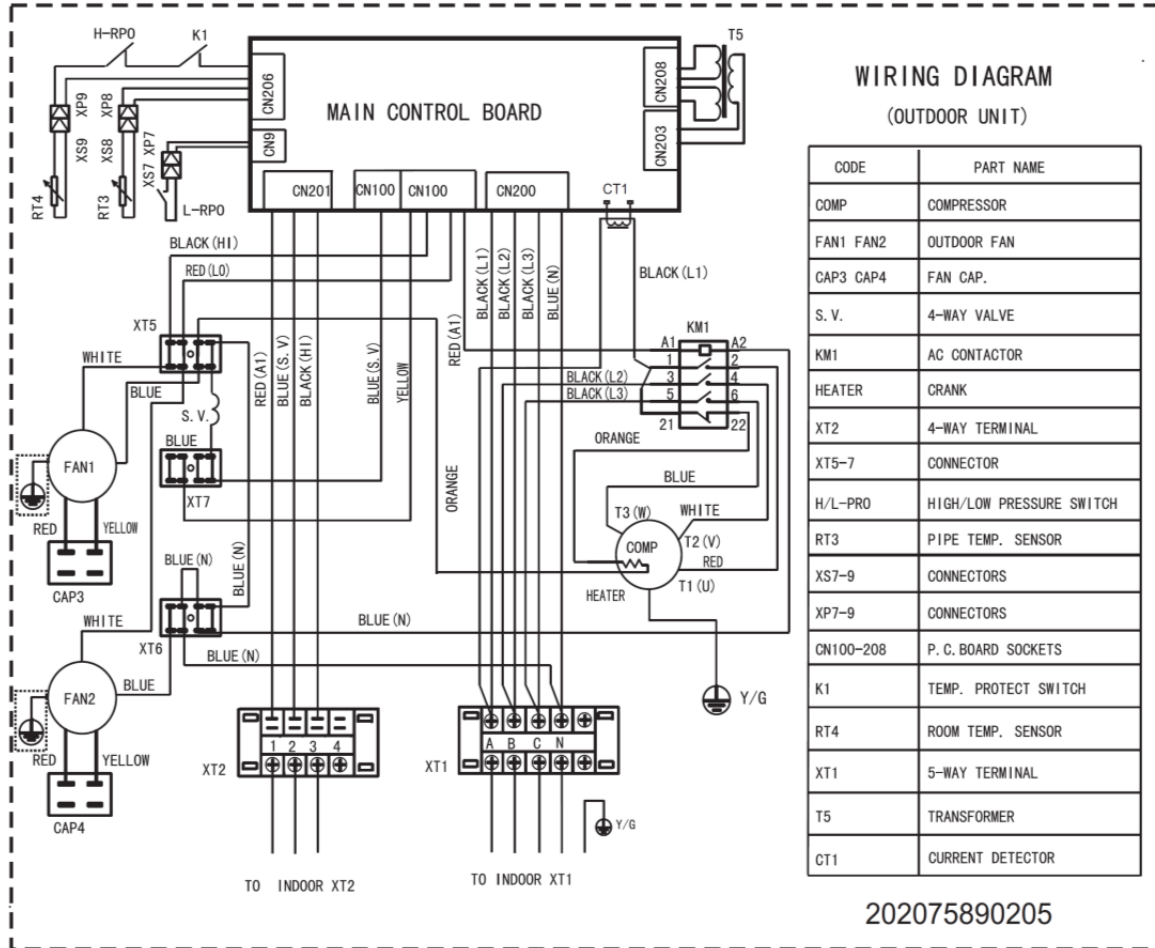 H-RPO
K1
T5
CN206
CN208
MAIN CONTROL BOARD
XP9
XP8
XS9
XS8
XS7 XP7
CN9
CN203
CN201
CN100
CN100
CN200
CT1
RT4
RT3
L-RPO
BLACK(HI)
RED(LO)
BLACK(L1)
BLACK(L2)
BLACK(L3)
BLUE(N)
BLACK(L1)
XT5
WHITE
BLUE
S.V.
BLUE
XT7
RED(A1)
BLUE(S.V)
BLACK(HI)
BLUE(S.V)
YELLOW
RED(A1)
KM1
A1
A2
1
2
BLACK(L2)
3
4
BLACK(L3)
5
6
21
22
ORANGE
ORANGE
BLUE
T3(W)
WHITE
COMP
T2(V)
RED
T1(U)
HEATER
FAN1
RED
YELLOW
CAP3
BLUE(N)
BLUE(N)
WHITE
XT6
BLUE(N)
BLUE(N)
FAN2
BLUE
RED
YELLOW
CAP4
Y/G
1 2 3 4
XT2
A B C N
XT1
Y/G
TO INDOOR XT2
TO INDOOR XT1
WIRING DIAGRAM
(OUTDOOR UNIT)
CODE PART NAME
COMP COMPRESSOR
FAN1 FAN2 OUTDOOR FAN
CAP3 CAP4 FAN CAP.
S.V. 4-WAY VALVE
KM1 AC CONTACTOR
HEATER CRANK
XT2 4-WAY TERMINAL
XT5-7 CONNECTOR
H/L-PRO HIGH/LOW PRESSURE SWITCH
RT3 PIPE TEMP. SENSOR
XS7-9 CONNECTORS
XP7-9 CONNECTORS
CN100-208 P.C.BOARD SOCKETS
K1 TEMP. PROTECT SWITCH
RT4 ROOM TEMP. SENSOR
XT1 5-WAY TERMINAL
T5 TRANSFORMER
CT1 CURRENT DETECTOR
202075890205